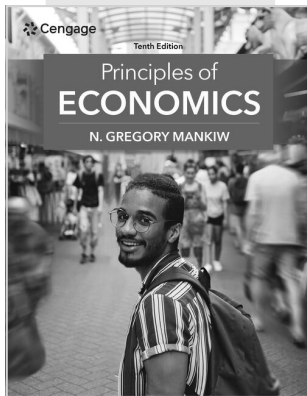 Cengage
Tenth Edition
Principles of
ECONOMICS
N. GREGORY MANKIW